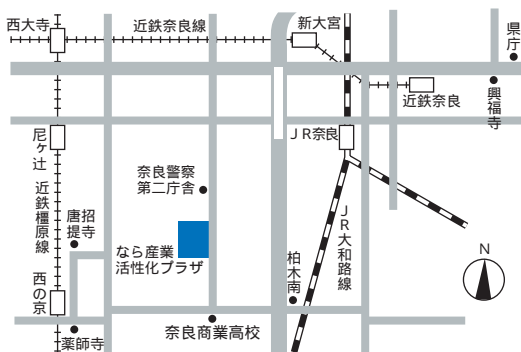 西大寺
近鉄奈良線
新大宮
県庁
近鉄奈良
興福寺
尼ヶ辻
JR奈良
奈良警察
第二庁舎
近鉄橿原線
唐招
提寺
JR大和路線
なら産業
活性化プラザ
柏木南
N
西の京
奈良商業高校
薬師寺